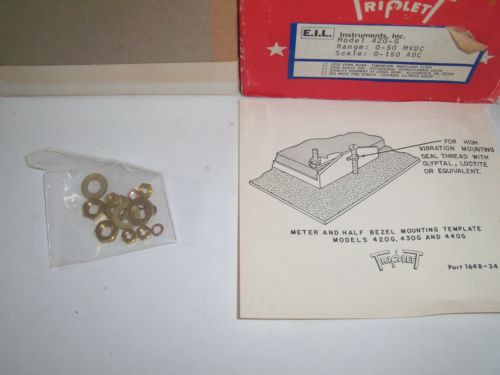 TRIPLETT
E.I.L. Instruments, Inc.
Model 420-G
Range: 0-50 MVDC
Scale: 0-150 ADC
FOR HIGH
VIBRATION MOUNTING
SEAL THREAD WITH
GLYPTAL, LOCTITE
OR EQUIVALENT.
METER AND HALF BEZEL MOUNTING TEMPLATE
MODELS 420G, 430G AND 440G
TRIPLETT
Part 1648-34